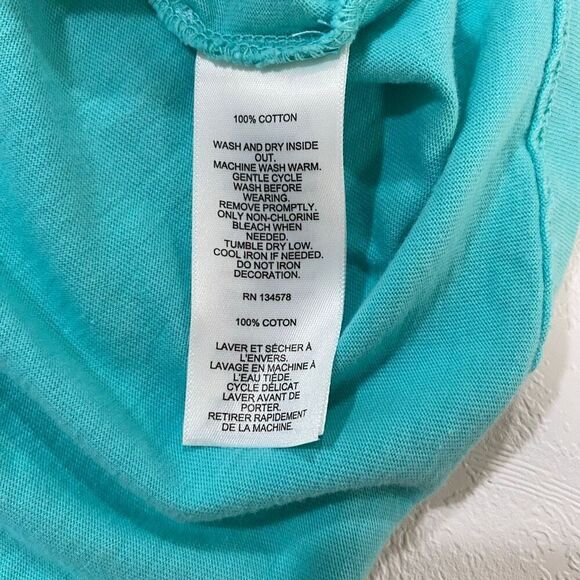 100% COTTON
WASH AND DRY INSIDE
OUT.
MACHINE WASH WARM.
GENTLE CYCLE
WASH BEFORE
WEARING.
REMOVE PROMPTLY.
ONLY NON-CHLORINE
BLEACH WHEN
NEEDED.
TUMBLE DRY LOW.
COOL IRON IF NEEDED.
DO NOT IRON
DECORATION.
RN 134578
100% COTTON
LAVER ET SÉCHER À
L'ENVERS.
LAVAGE EN MACHINE À
L'EAU TIÈDE.
CYCLE DÉLICAT
LAVER AVANT DE
PORTER.
RETIRER RAPIDEMENT
DE LA MACHINE.